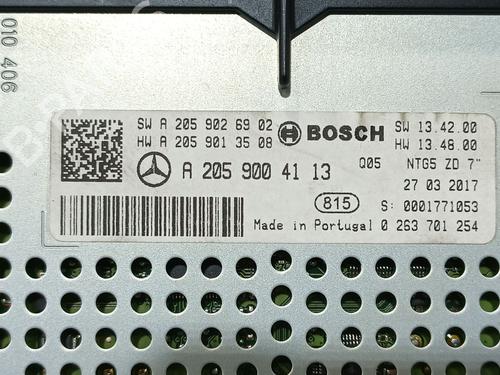 010 406
SW A 205 902 69 02 BOSCH SW 13.42.00
HW A 205 901 35 08 HW 13.48.00
A 205 900 41 13 Q05 NTG5 ZD 7"
27 03 2017
815 S: 0001771053
Made in Portugal 0 263 701 254